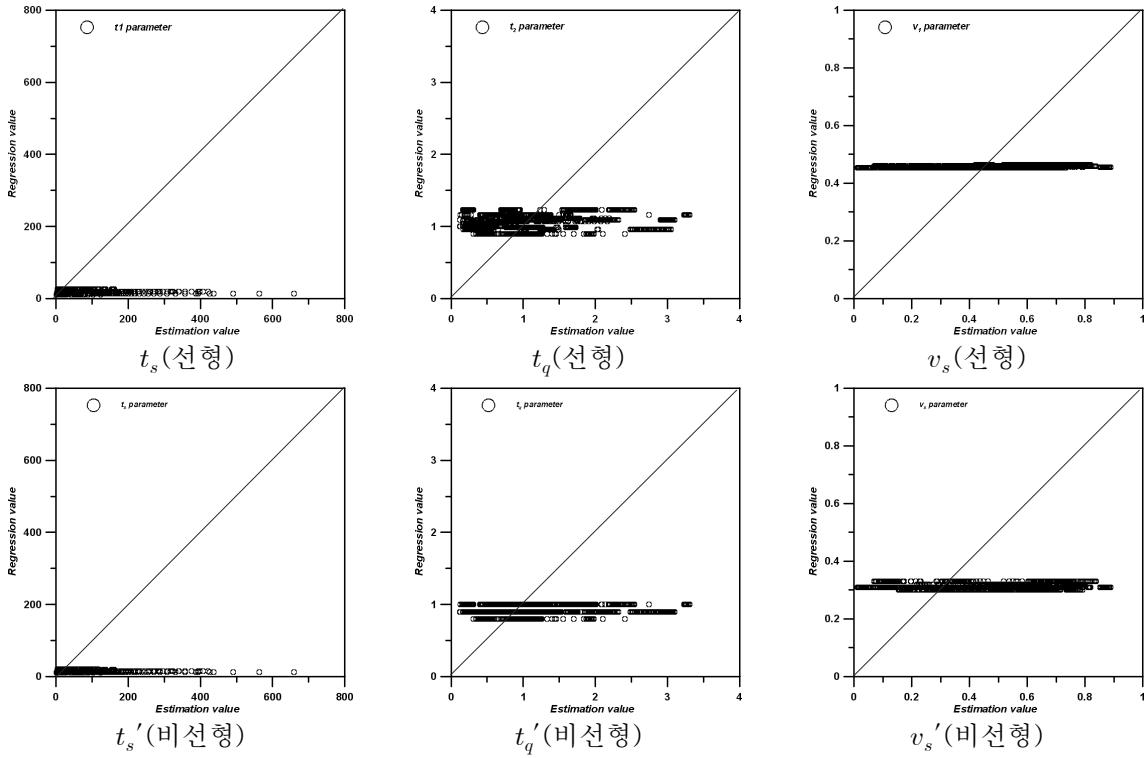 800
600
400
200
0
0 200 400 600 800
Regression value
Estimation value
t1 parameter
t_s(선형)
4
3
2
1
0
0 1 2 3 4
Regression value
Estimation value
t₂ parameter
t_q(선형)
1
0.8
0.6
0.4
0.2
0
0 0.2 0.4 0.6 0.8 1
Regression value
Estimation value
v₁ parameter
v_s(선형)
800
600
400
200
0
0 200 400 600 800
Regression value
Estimation value
parameter
t_s′(비선형)
4
3
2
1
0
0 1 2 3 4
Regression value
Estimation value
parameter
t_q′(비선형)
1
0.8
0.6
0.4
0.2
0
0 0.2 0.4 0.6 0.8 1
Regression value
Estimation value
parameter
v_s′(비선형)